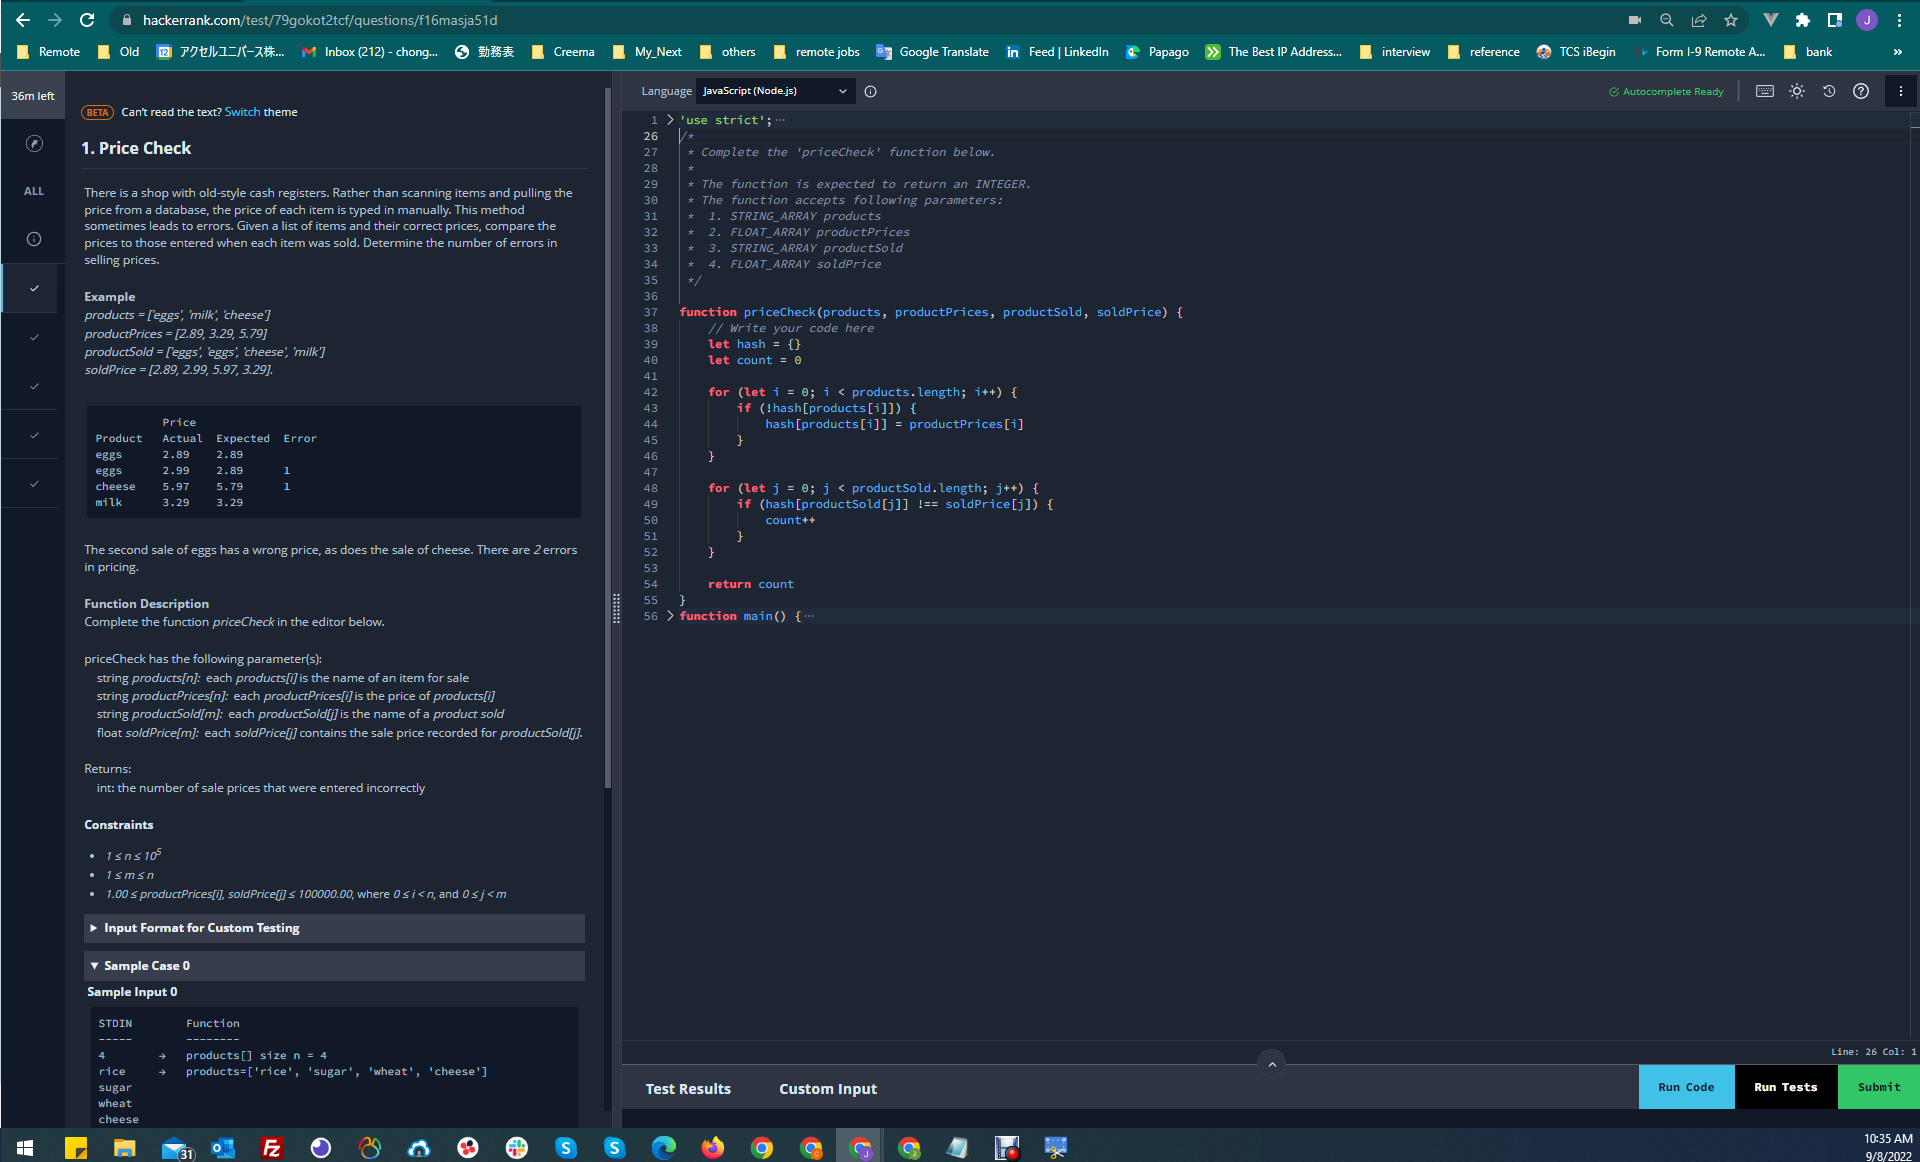 hackerrank.com/test/79gokot2tcf/questions/f16masja51d
J
Remote Old 12 アクセルユニバース株... Inbox (212) - chong... 勤務表 Creema My_Next others remote jobs Google Translate Feed | LinkedIn Papago The Best IP Address... interview reference TCS iBegin Form I-9 Remote A... bank »
36m left
ALL
BETA Can't read the text? Switch theme
1. Price Check
There is a shop with old-style cash registers. Rather than scanning items and pulling the
price from a database, the price of each item is typed in manually. This method
sometimes leads to errors. Given a list of items and their correct prices, compare the
prices to those entered when each item was sold. Determine the number of errors in
selling prices.
Example
products = ['eggs', 'milk', 'cheese']
productPrices = [2.89, 3.29, 5.79]
productSold = ['eggs', 'eggs', 'cheese', 'milk']
soldPrice = [2.89, 2.99, 5.97, 3.29].
Price
Product Actual Expected Error
eggs 2.89 2.89
eggs 2.99 2.89 1
cheese 5.97 5.79 1
milk 3.29 3.29
The second sale of eggs has a wrong price, as does the sale of cheese. There are 2 errors
in pricing.
Function Description
Complete the function priceCheck in the editor below.
priceCheck has the following parameter(s):
string products[n]: each products[i] is the name of an item for sale
string productPrices[n]: each productPrices[i] is the price of products[i]
string productSold[m]: each productSold[j] is the name of a product sold
float soldPrice[m]: each soldPrice[j] contains the sale price recorded for productSold[j].
Returns:
int: the number of sale prices that were entered incorrectly
Constraints
• 1 ≤ n ≤ 10⁵
• 1 ≤ m ≤ n
• 1.00 ≤ productPrices[i], soldPrice[j] ≤ 100000.00, where 0 ≤ i < n, and 0 ≤ j < m
Input Format for Custom Testing
Sample Case 0
Sample Input 0
STDIN Function
----- --------
4 → products[] size n = 4
rice → products=['rice', 'sugar', 'wheat', 'cheese']
sugar
wheat
cheese
Language JavaScript (Node.js)
Autocomplete Ready
1 'use strict'; ···
26 /*
27 * Complete the 'priceCheck' function below.
28 *
29 * The function is expected to return an INTEGER.
30 * The function accepts following parameters:
31 * 1. STRING_ARRAY products
32 * 2. FLOAT_ARRAY productPrices
33 * 3. STRING_ARRAY productSold
34 * 4. FLOAT_ARRAY soldPrice
35 */
36
37 function priceCheck(products, productPrices, productSold, soldPrice) {
38 // Write your code here
39 let hash = {}
40 let count = 0
41
42 for (let i = 0; i < products.length; i++) {
43 if (!hash[products[i]]) {
44 hash[products[i]] = productPrices[i]
45 }
46 }
47
48 for (let j = 0; j < productSold.length; j++) {
49 if (hash[productSold[j]] !== soldPrice[j]) {
50 count++
51 }
52 }
53
54 return count
55 }
56 function main() { ···
Line: 26 Col: 1
Test Results Custom Input Run Code Run Tests Submit
31
10:35 AM
9/8/2022